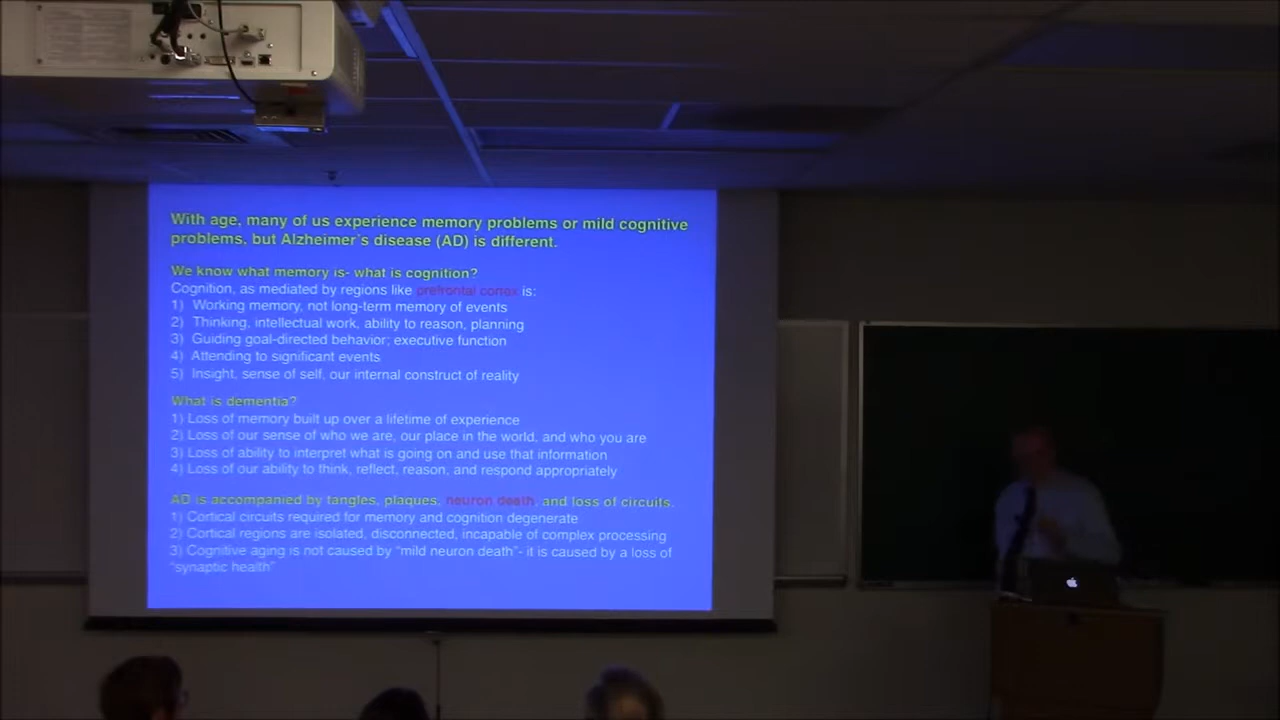 With age, many of us experience memory problems or mild cognitive
problems, but Alzheimer's disease (AD) is different.
We know what memory is- what is cognition?
Cognition, as mediated by regions like prefrontal cortex is:
1) Working memory, not long-term memory of events
2) Thinking, intellectual work, ability to reason, planning
3) Guiding goal-directed behavior; executive function
4) Attending to significant events
5) Insight, sense of self, our internal construct of reality
What is dementia?
1) Loss of memory built up over a lifetime of experience
2) Loss of our sense of who we are, our place in the world, and who you are
3) Loss of ability to interpret what is going on and use that information
4) Loss of our ability to think, reflect, reason, and respond appropriately
AD is accompanied by tangles, plaques, neuron death, and loss of circuits.
1) Cortical circuits required for memory and cognition degenerate
2) Cortical regions are isolated, disconnected, incapable of complex processing
3) Cognitive aging is not caused by “mild neuron death”- it is caused by a loss of
“synaptic health”